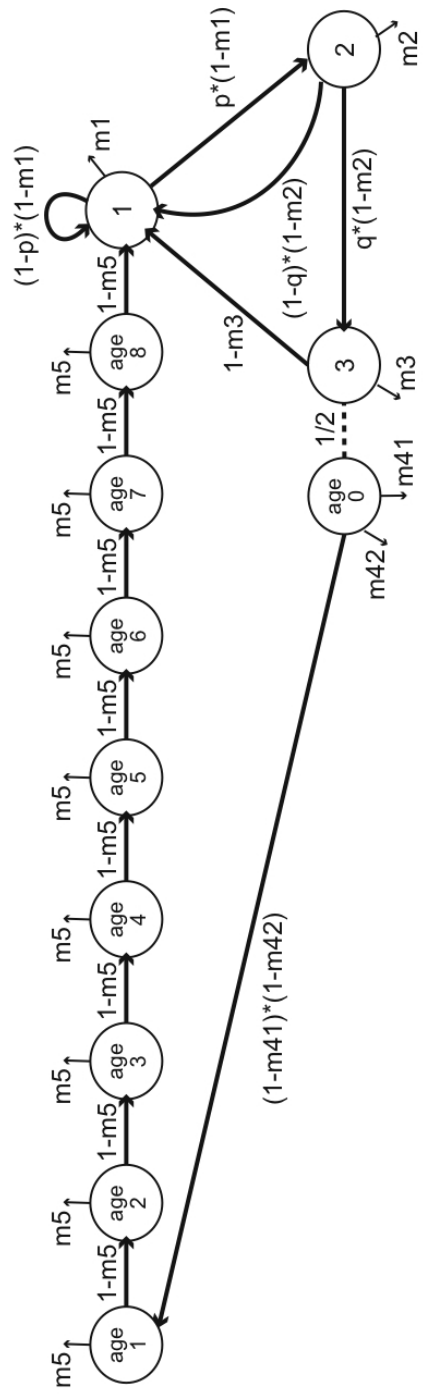 m5
m5
m5
m5
m5
m5
m5
m5
(1-p)*(1-m1)
m1
age
1
1-m5
age
2
1-m5
age
3
1-m5
age
4
1-m5
age
5
1-m5
age
6
1-m5
age
7
1-m5
age
8
1-m5
1
p*(1-m1)
(1-q)*(1-m2)
1-m3
(1-m41)*(1-m42)
age
0
1/2
3
q*(1-m2)
2
m42
m41
m3
m2